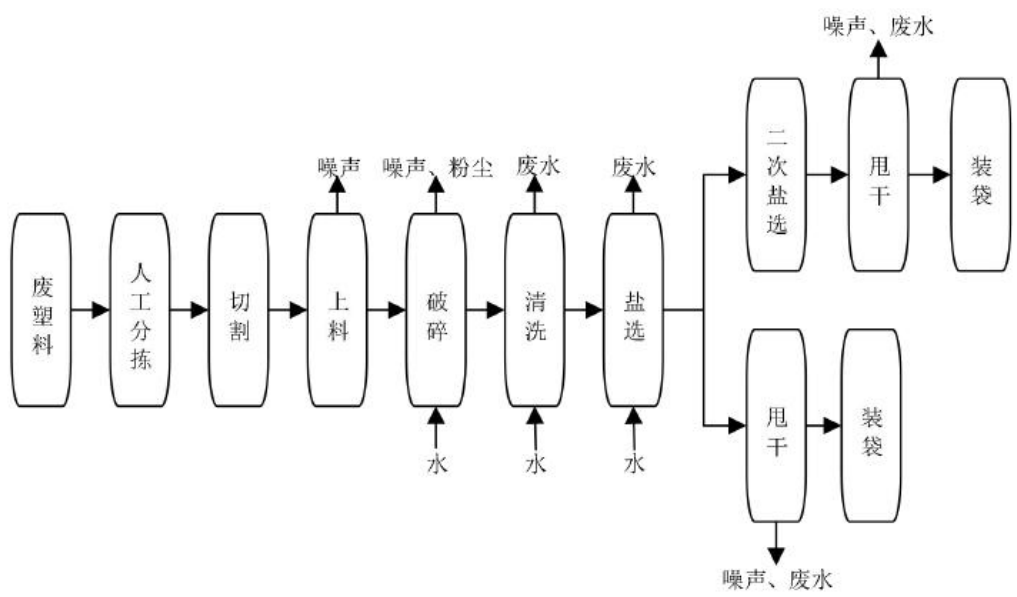 噪声、废水
二次盐选
甩干
装袋
噪声
噪声、粉尘
废水
废水
废塑料
人工分拣
切割
上料
破碎
清洗
盐选
甩干
装袋
水
水
水
噪声、废水